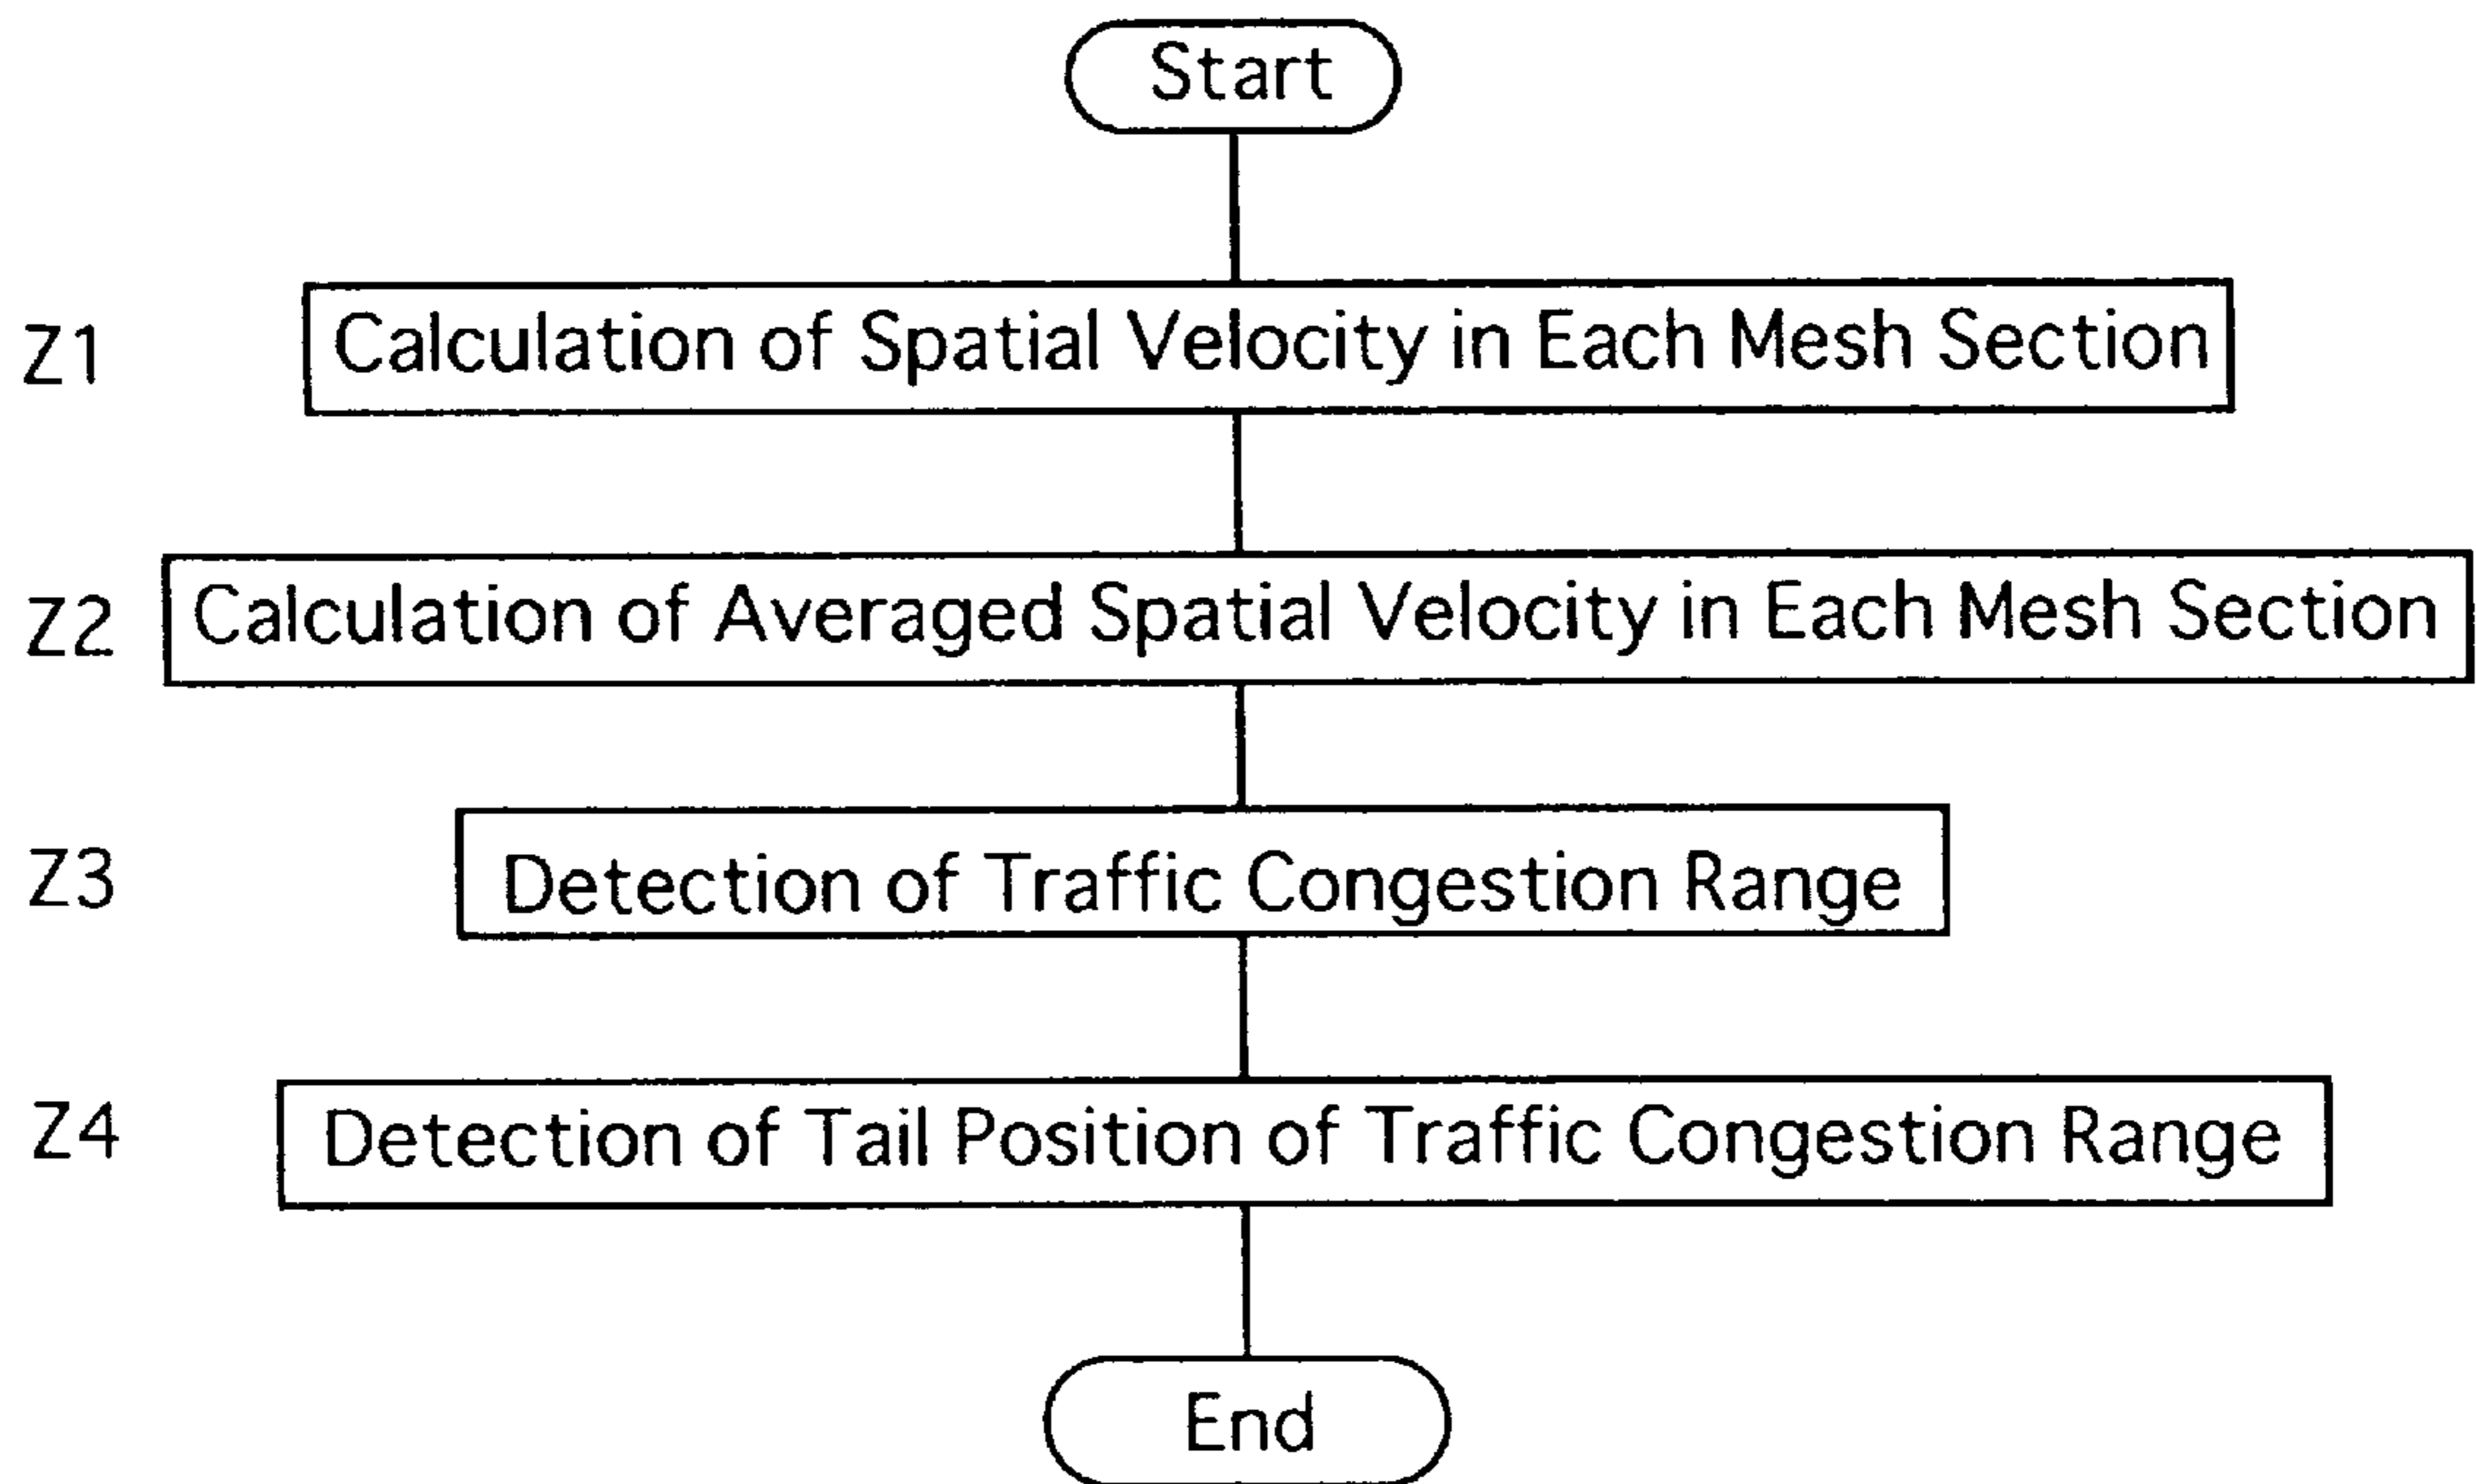 Start
Z1 Calculation of Spatial Velocity in Each Mesh Section
Z2 Calculation of Averaged Spatial Velocity in Each Mesh Section
Z3 Detection of Traffic Congestion Range
Z4 Detection of Tail Position of Traffic Congestion Range
End